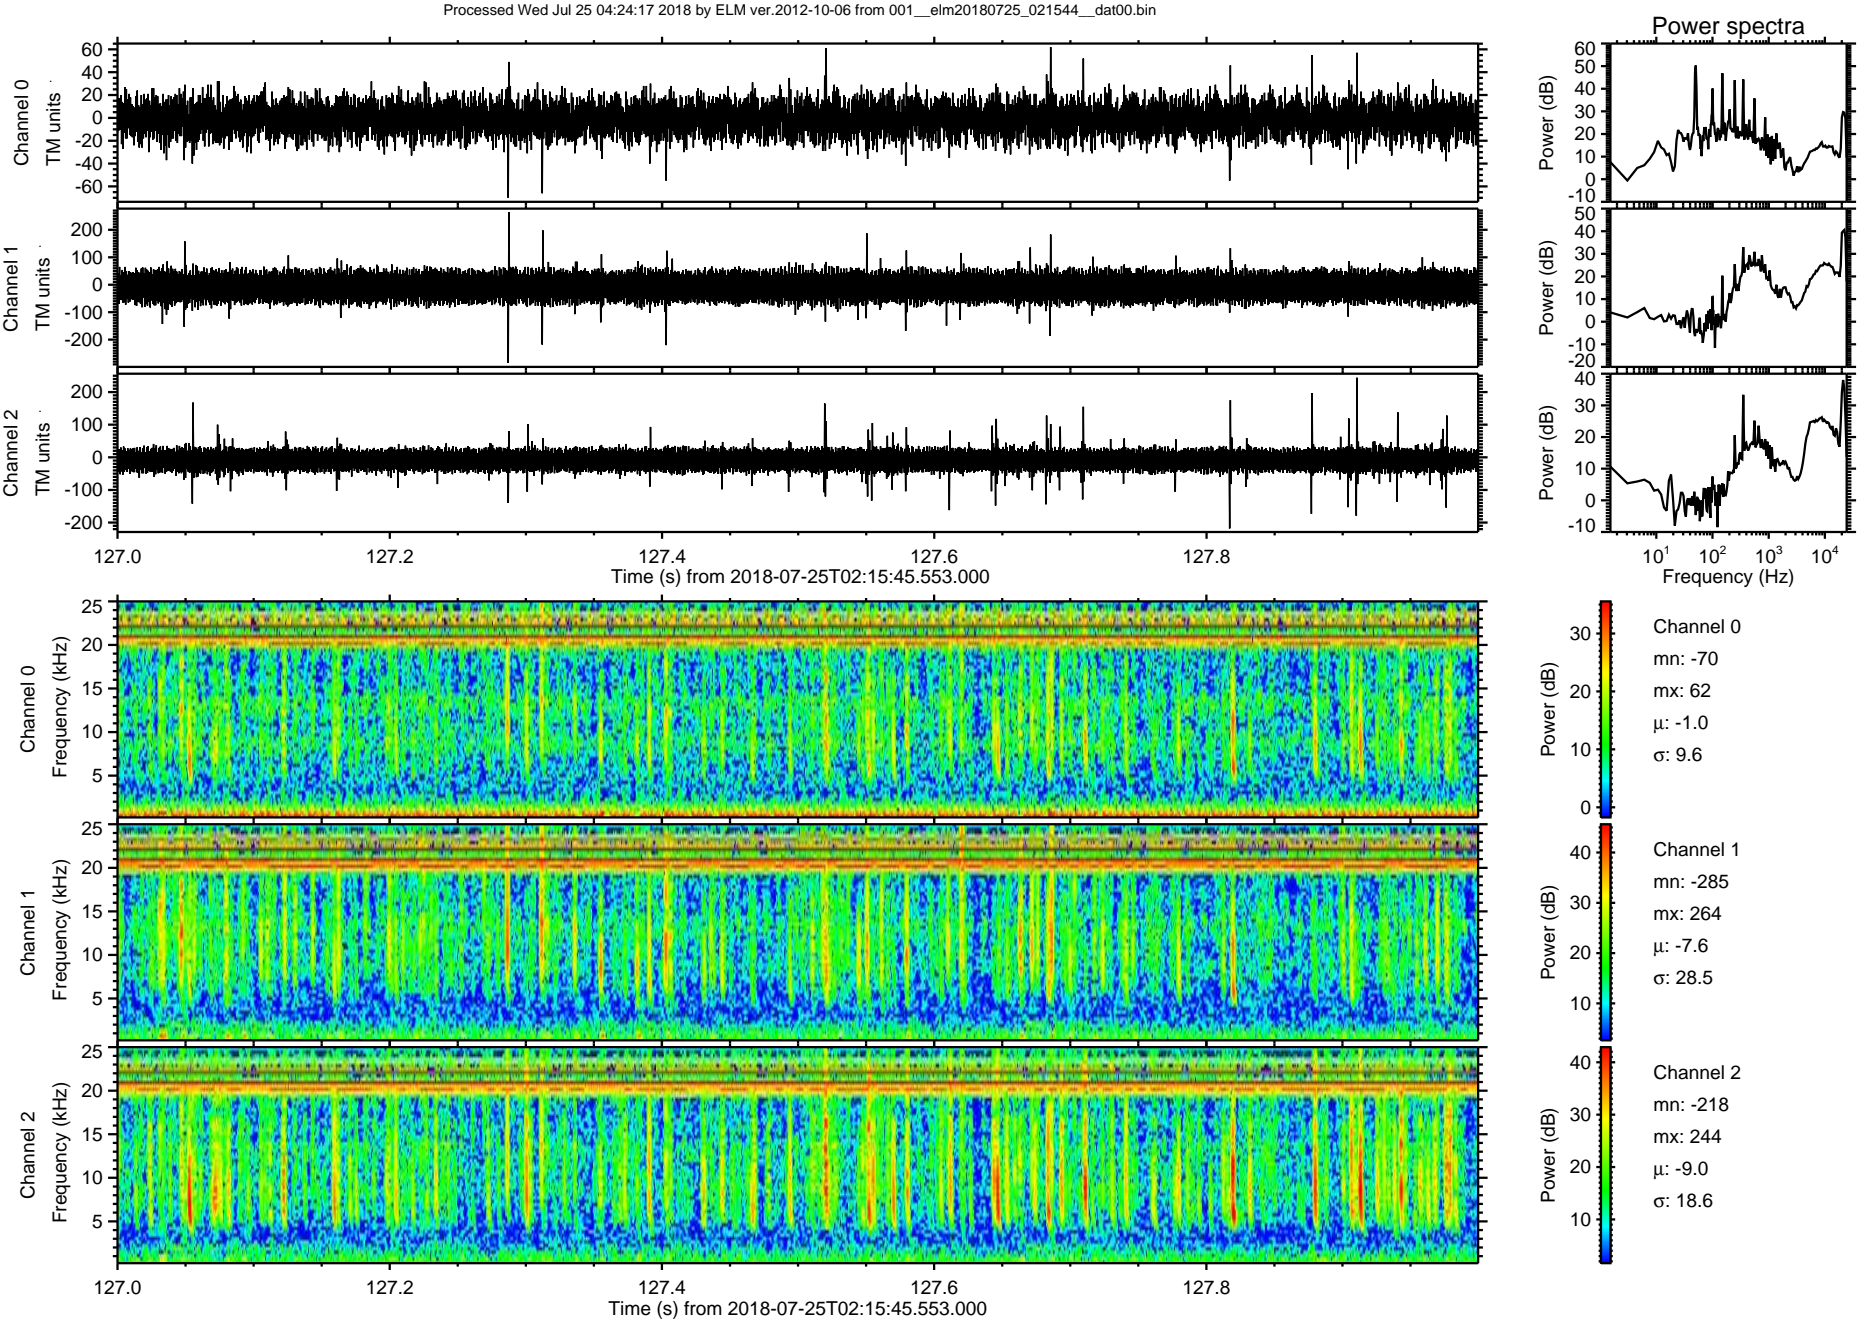 Processed Wed Jul 25 04:24:17 2018 by ELM ver.2012-10-06 from 001__elm20180725_021544__dat00.bin
Power spectra
Channel 0
TM units
60
40
20
0
-20
-40
-60
Power (dB)
60
50
40
30
20
10
0
-10
Channel 1
TM units
200
100
0
-100
-200
Power (dB)
50
40
30
20
10
0
-10
-20
Channel 2
TM units
200
100
0
-100
-200
Power (dB)
40
30
20
10
0
-10
127.0 127.2 127.4 127.6 127.8
Time (s) from 2018-07-25T02:15:45.553.000
10¹ 10² 10³ 10⁴
Frequency (Hz)
Channel 0
Frequency (kHz)
25
20
15
10
5
Power (dB)
30
20
10
0
Channel 0
mn: -70
mx: 62
μ: -1.0
σ: 9.6
Channel 1
Frequency (kHz)
25
20
15
10
5
Power (dB)
40
30
20
10
Channel 1
mn: -285
mx: 264
μ: -7.6
σ: 28.5
Channel 2
Frequency (kHz)
25
20
15
10
5
Power (dB)
40
30
20
10
Channel 2
mn: -218
mx: 244
μ: -9.0
σ: 18.6
127.0 127.2 127.4 127.6 127.8
Time (s) from 2018-07-25T02:15:45.553.000